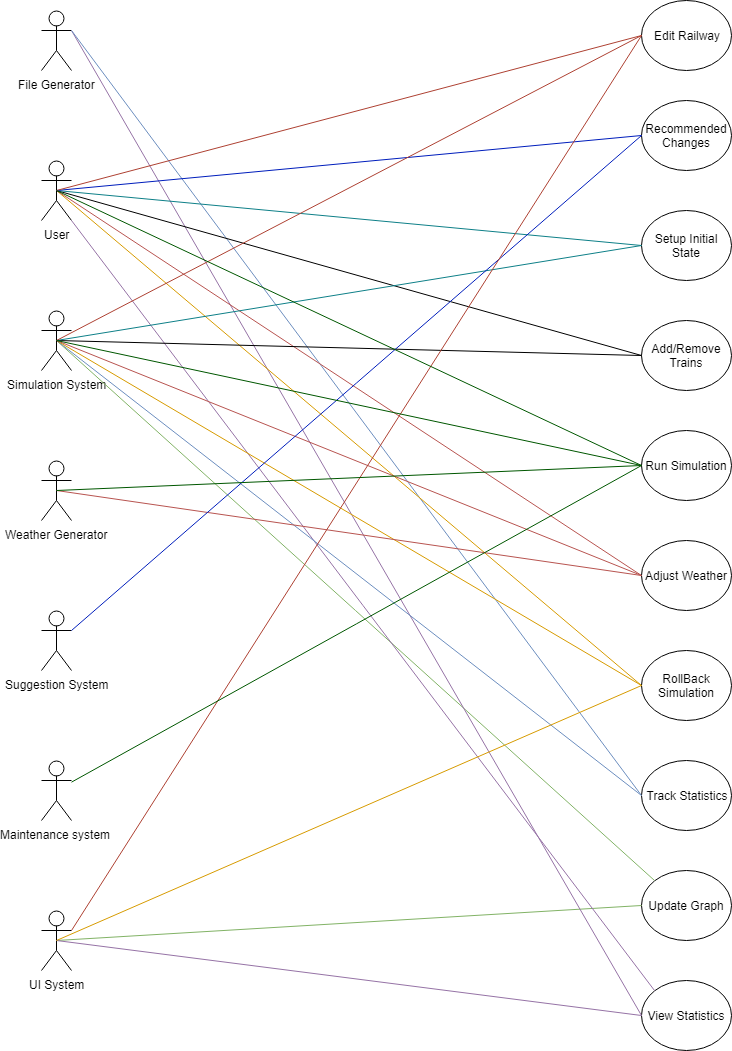 File Generator
User
Simulation System
Weather Generator
Suggestion System
Maintenance system
UI System
Edit Railway
Recommended
Changes
Setup Initial
State
Add/Remove
Trains
Run Simulation
Adjust Weather
RollBack
Simulation
Track Statistics
Update Graph
View Statistics